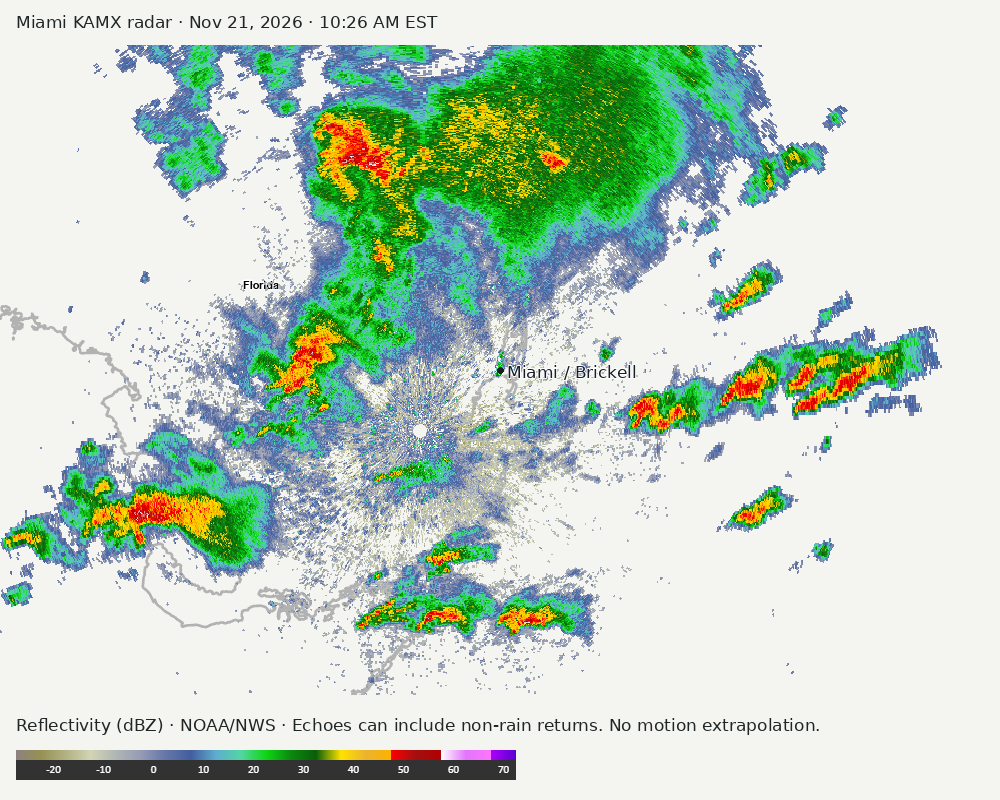 Miami KAMX radar · Nov 21, 2026 · 10:26 AM EST
Florida
Miami / Brickell
Reflectivity (dBZ) · NOAA/NWS · Echoes can include non-rain returns. No motion extrapolation.
-20 -10 0 10 20 30 40 50 60 70